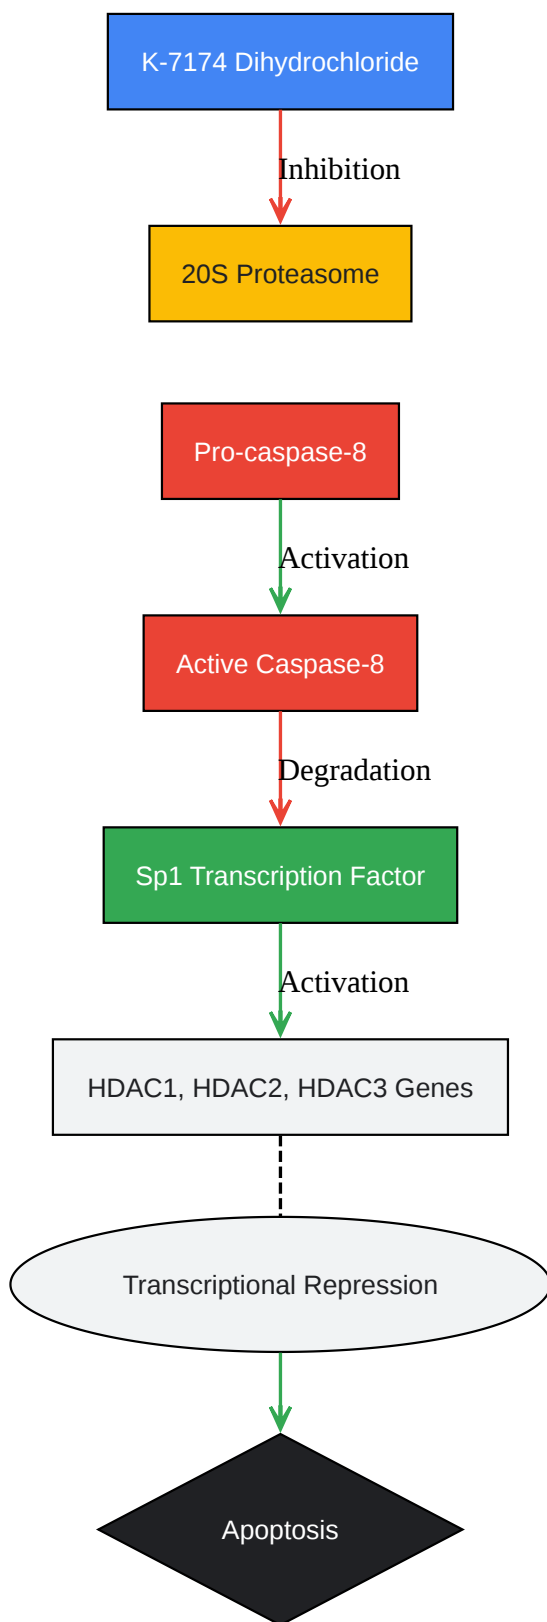 K-7174 Dihydrochloride
Inhibition
20S Proteasome
Pro-caspase-8
Activation
Active Caspase-8
Degradation
Sp1 Transcription Factor
Activation
HDAC1, HDAC2, HDAC3 Genes
Transcriptional Repression
Apoptosis